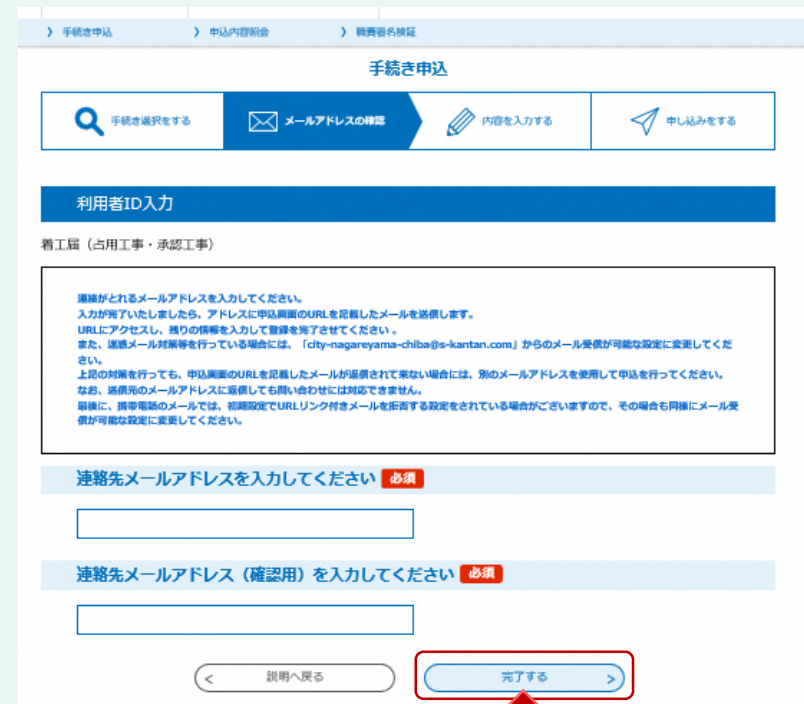 > 手続き申込 > 申込内容照会 > 職責署名検証
手続き申込
手続き選択をする メールアドレスの確認 内容を入力する 申し込みをする
利用者ID入力
着工届（占用工事・承認工事）
連絡がとれるメールアドレスを入力してください。
入力が完了いたしましたら、アドレスに申込画面のURLを記載したメールを送信します。
URLにアクセスし、残りの情報を入力して登録を完了させてください 。
また、迷惑メール対策等を行っている場合には、「city-nagareyama-chiba@s-kantan.com」からのメール受信が可能な設定に変更してくだ
さい。
上記の対策を行っても、申込画面のURLを記載したメールが返信されて来ない場合には、別のメールアドレスを使用して申込を行ってください。
なお、送信元のメールアドレスに返信しても問い合わせには対応できません。
最後に、携帯電話のメールでは、初期設定でURLリンク付きメールを拒否する設定をされている場合がございますので、その場合も同様にメール受
信が可能な設定に変更してください。
連絡先メールアドレスを入力してください 必須
連絡先メールアドレス（確認用）を入力してください 必須
< 説明へ戻る 完了する >